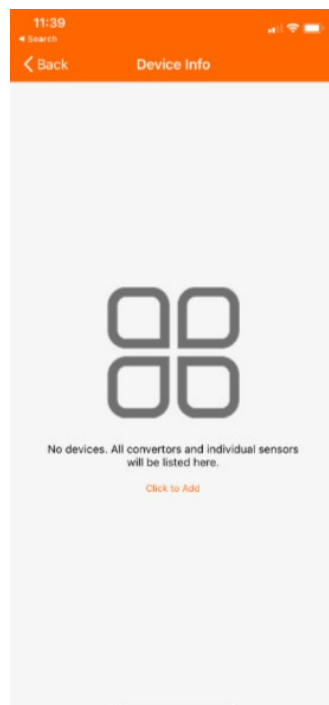 11:39
Search
Back
Device Info
No devices. All convertors and individual sensors
will be listed here.
Click to Add